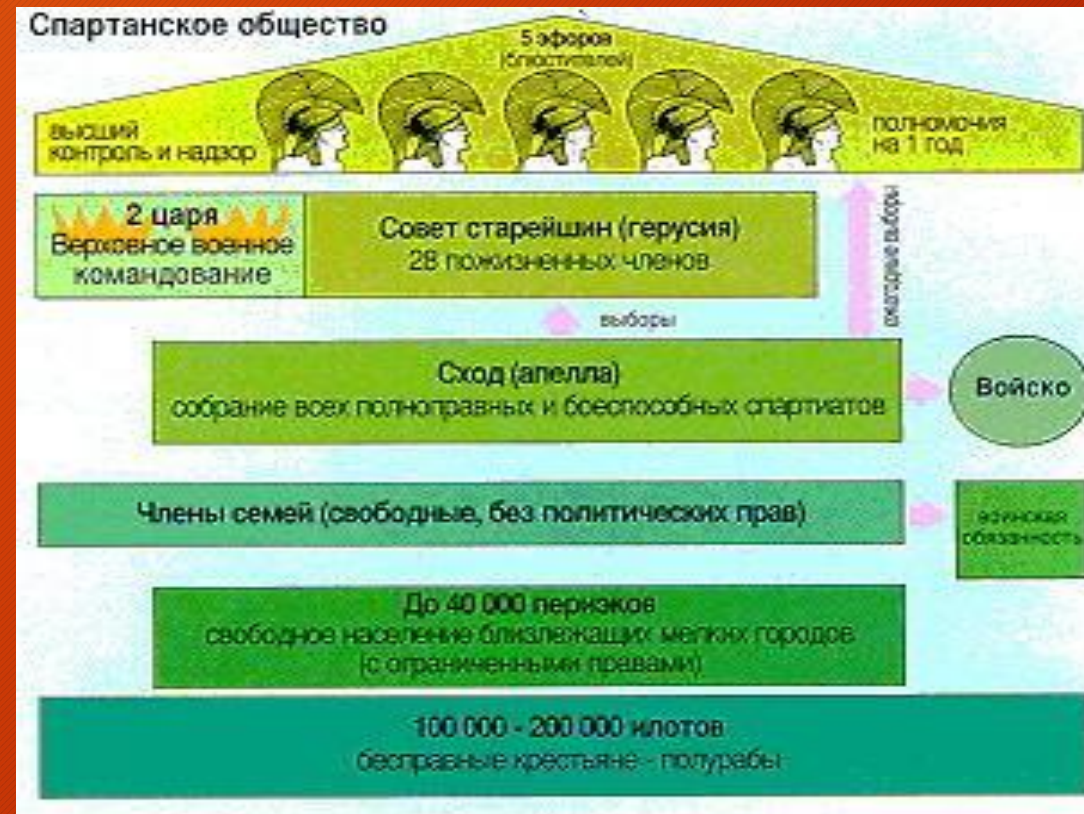 Спартанское общество
5 эфоров
(блюстителей)
высший
контроль и надзор
полномочия
на 1 год
2 царя
Верховное военное
командование
Совет старейшин (герусия)
28 пожизненных членов
ежегодные выборы
выборы
Сход (апелла)
собрание всех полноправных и боеспособных спартиатов
Войско
Члены семей (свободные, без политических прав)
воинская
обязанность
До 40 000 периэков
свободное население близлежащих мелких городов
(с ограниченными правами)
100 000 - 200 000 илотов
бесправные крестьяне - полурабы